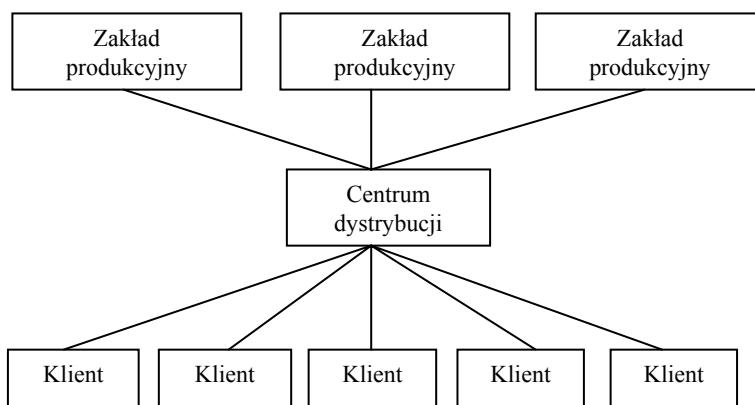 Zakład
produkcyjny
Zakład
produkcyjny
Zakład
produkcyjny
Centrum
dystrybucji
Klient
Klient
Klient
Klient
Klient